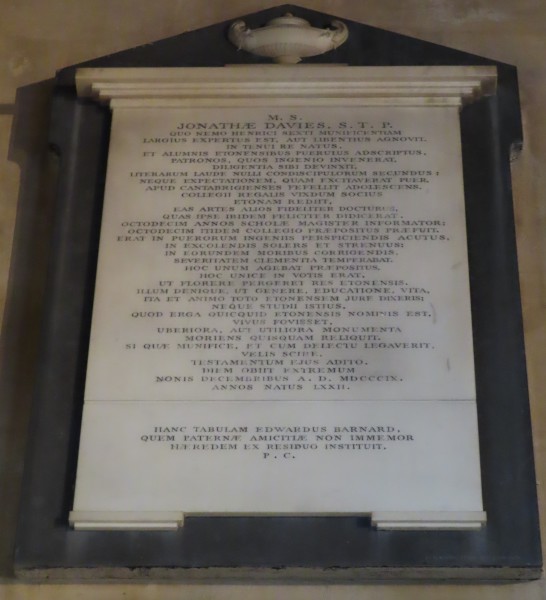 M. S.
JONATHÆ DAVIES, S. T. P.
QUO NEMO HENRICI SEXTI MUNIFICENTIAM
LARGIUS EXPERTUS EST, AUT LIBENTIUS AGNOVIT.
IN TENUI RE NATUS,
ET ALUMNIS ETONENSIBUS PUERULUS ADSCRIPTUS,
PATRONOS, QUOS INGENIO INVENERAT,
DILIGENTIA SIBI DEVINXIT.
LITERARUM LAUDE NULLI CONDISCIPULORUM SECUNDUS;
NEQUE EXPECTATIONEM, QUAM EXCITAVERAT PUER,
APUD CANTABRIGIENSES FEFELLIT ADOLESCENS.
COLLEGII REGALIS VIXDUM SOCIUS
ETONAM REDIIT,
EAS ARTES ALIOS FIDELITER DOCTURUS,
QUAS IPSE IBIDEM FELICITER DIDICERAT.
OCTODECIM ANNOS SCHOLÆ MAGISTER INFORMATOR;
OCTODECIM ITIDEM COLLEGIO PRÆPOSITUS PRÆFUIT.
ERAT IN PUERORUM INGENIIS PERSPICIENDIS ACUTUS,
IN EXCOLENDIS SOLERS ET STRENUUS;
IN EORUNDEM MORIBUS CORRIGENDIS,
SEVERITATEM CLEMENTIA TEMPERABAT.
HOC UNUM AGEBAT PRÆPOSITUS,
HOC UNICE IN VOTIS ERAT,
UT FLORERE PERGERET RES ETONENSIS.
ILLUM DENIQUE, UT GENERE, EDUCATIONE, VITA,
ITA ET ANIMO TOTO ETONENSEM JURE DIXERIS;
NEQUE STUDII ISTIUS,
QUOD ERGA QUICQUID ETONENSIS NOMINIS EST,
VIVUS FOVISSET,
UBERIORA, AUT UTILIORA MONUMENTA
MORIENS QUISQUAM RELIQUIT.
SI QUÆ MUNIFICE, ET CUM DELECTU LEGAVERIT,
VELIS SCIRE,
TESTAMENTUM EJUS ADITO.
DIEM OBIIT EXTREMUM
NONIS DECEMBRIBUS A. D. MDCCCIX.
ANNOS NATUS LXXII.
HANC TABULAM EDWARDUS BARNARD,
QUEM PATERNÆ AMICITIÆ NON IMMEMOR
HÆREDEM EX RESIDUO INSTITUIT.
P. C.